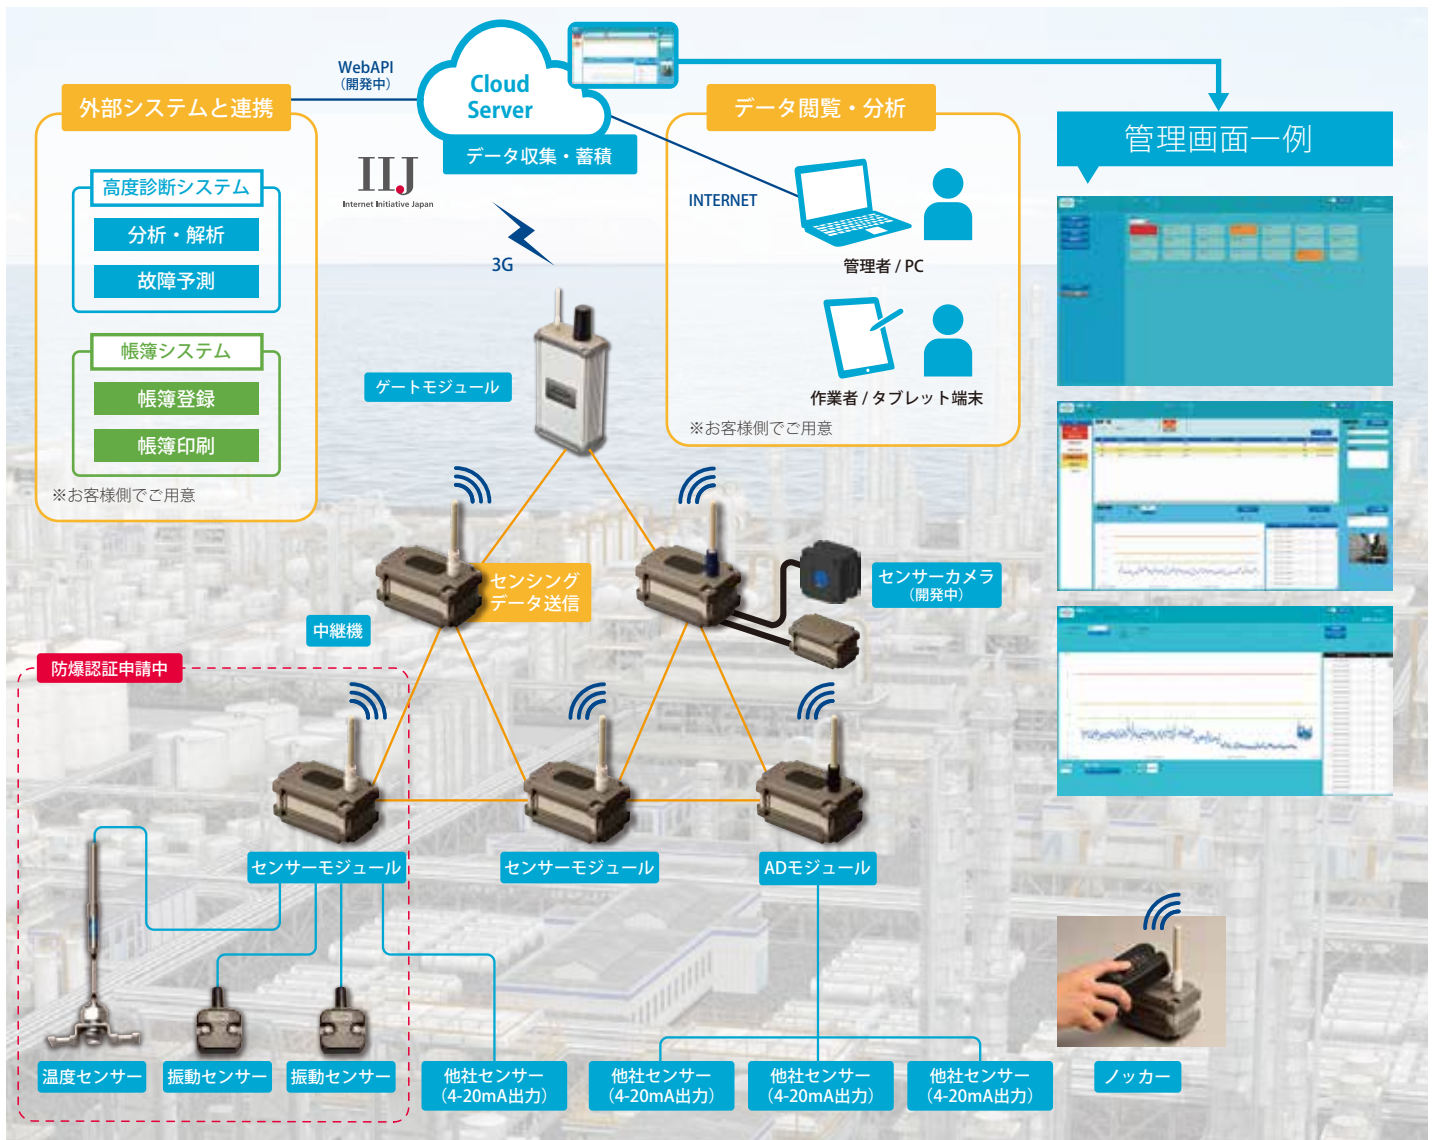 WebAPI
（開発中）
Cloud
Server
データ収集・蓄積
外部システムと連携
高度診断システム
分析・解析
故障予測
帳簿システム
帳簿登録
帳簿印刷
※お客様側でご用意
IIJ
Internet Initiative Japan
3G
データ閲覧・分析
INTERNET
管理者 / PC
作業者 / タブレット端末
※お客様側でご用意
管理画面一例
ゲートモジュール
センシング
データ送信
中継機
センサーカメラ
（開発中）
防爆認証申請中
センサーモジュール
センサーモジュール
ADモジュール
温度センサー
振動センサー
振動センサー
他社センサー
（4-20mA出力）
他社センサー
（4-20mA出力）
他社センサー
（4-20mA出力）
他社センサー
（4-20mA出力）
ノッカー